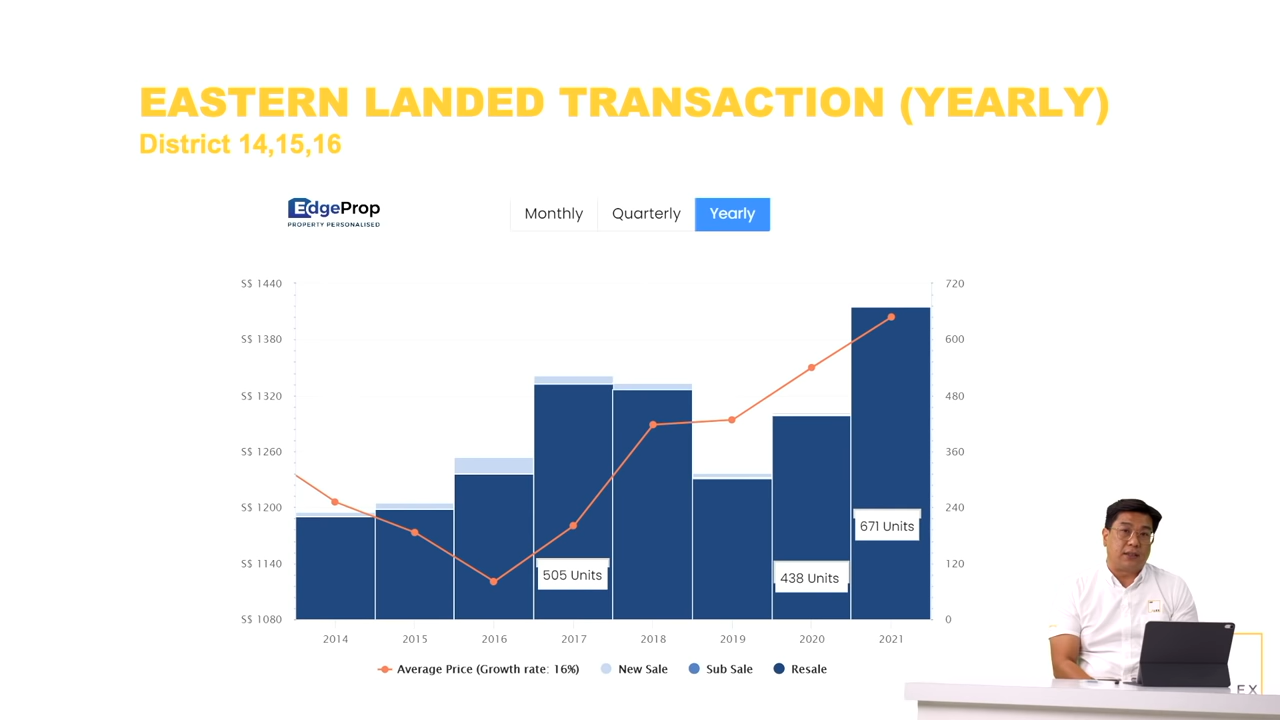 EASTERN LANDED TRANSACTION (YEARLY)
District 14,15,16
EdgeProp
PROPERTY PERSONALISED
Monthly Quarterly Yearly
S$ 1440 720
S$ 1380 600
S$ 1320 480
S$ 1260 360
S$ 1200 240
671 Units
S$ 1140 120
505 Units 438 Units
S$ 1080 0
2014 2015 2016 2017 2018 2019 2020 2021
Average Price (Growth rate: 16%) New Sale Sub Sale Resale
EX